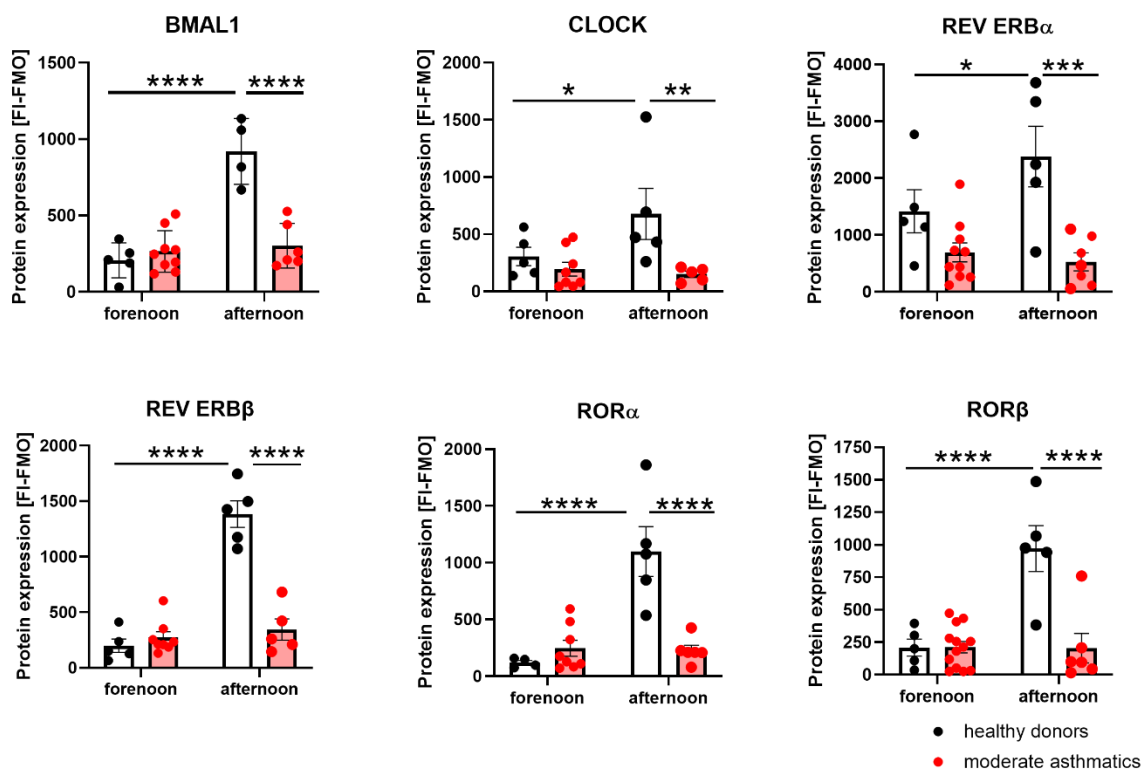 BMAL1
Protein expression [FI-FMO]
1500
1000
500
0
****
****
forenoon
afternoon
CLOCK
Protein expression [FI-FMO]
2000
1500
1000
500
0
*
**
forenoon
afternoon
REV ERBα
Protein expression [FI-FMO]
4000
3000
2000
1000
0
*
***
forenoon
afternoon
REV ERBβ
Protein expression [FI-FMO]
2000
1500
1000
500
0
****
****
forenoon
afternoon
RORα
Protein expression [FI-FMO]
2000
1500
1000
500
0
****
****
forenoon
afternoon
RORβ
Protein expression [FI-FMO]
1750
1500
1250
1000
750
500
250
0
****
****
forenoon
afternoon
healthy donors
moderate asthmatics